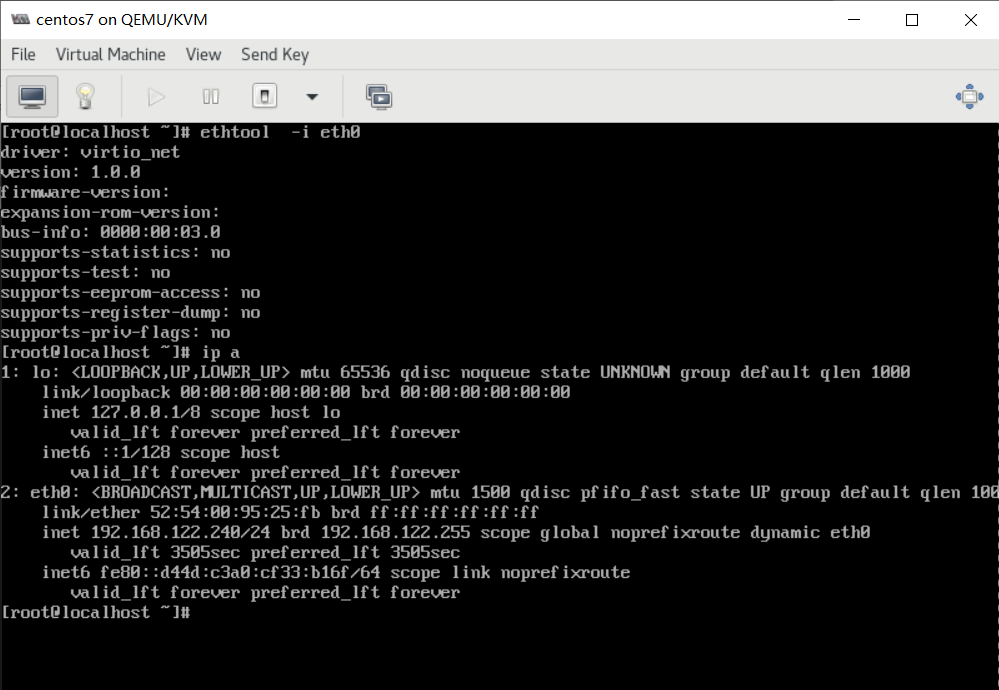 centos7 on QEMU/KVM
File Virtual Machine View Send Key
[root@localhost ~]# ethtool  -i eth0
driver: virtio_net
version: 1.0.0
firmware-version:
expansion-rom-version:
bus-info: 0000:00:03.0
supports-statistics: no
supports-test: no
supports-eeprom-access: no
supports-register-dump: no
supports-priv-flags: no
[root@localhost ~]# ip a
1: lo: <LOOPBACK,UP,LOWER_UP> mtu 65536 qdisc noqueue state UNKNOWN group default qlen 1000
    link/loopback 00:00:00:00:00:00 brd 00:00:00:00:00:00
    inet 127.0.0.1/8 scope host lo
       valid_lft forever preferred_lft forever
    inet6 ::1/128 scope host
       valid_lft forever preferred_lft forever
2: eth0: <BROADCAST,MULTICAST,UP,LOWER_UP> mtu 1500 qdisc pfifo_fast state UP group default qlen 100
    link/ether 52:54:00:95:25:fb brd ff:ff:ff:ff:ff:ff
    inet 192.168.122.240/24 brd 192.168.122.255 scope global noprefixroute dynamic eth0
       valid_lft 3505sec preferred_lft 3505sec
    inet6 fe80::d44d:c3a0:cf33:b16f/64 scope link noprefixroute
       valid_lft forever preferred_lft forever
[root@localhost ~]#